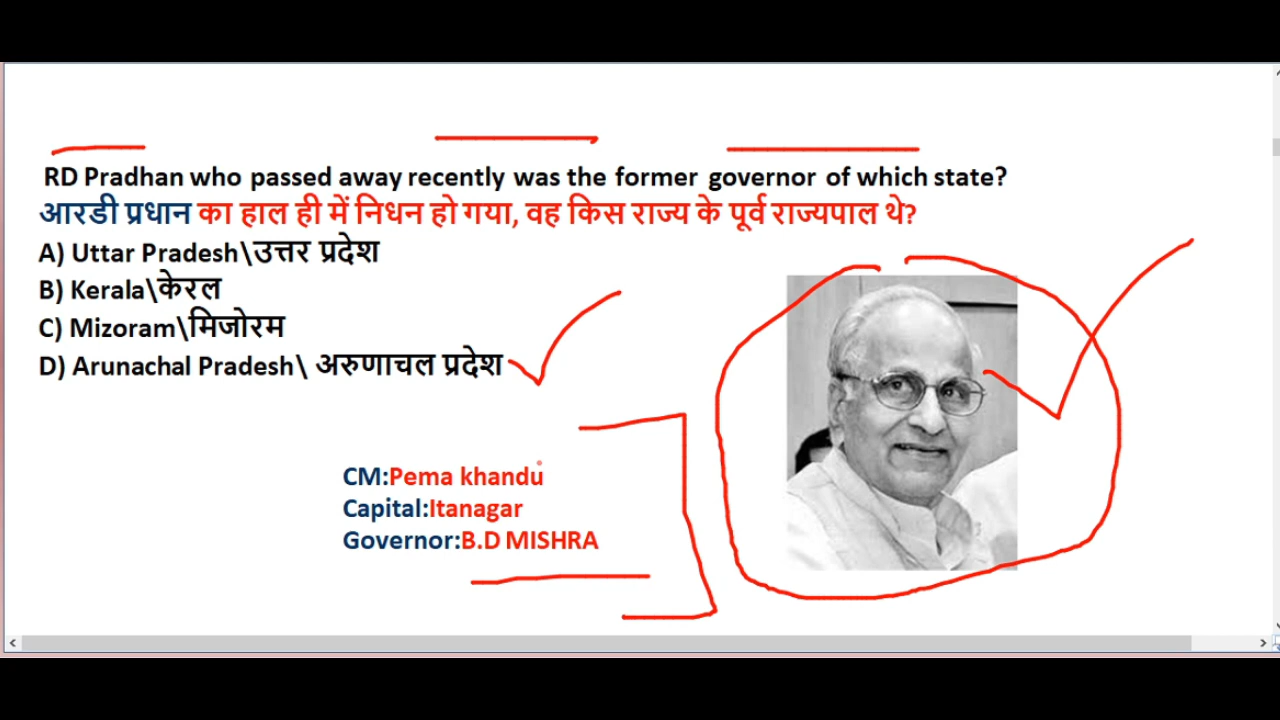 RD Pradhan who passed away recently was the former governor of which state?
आरडी प्रधान का हाल ही में निधन हो गया, वह किस राज्य के पूर्व राज्यपाल थे?
A) Uttar Pradesh\उत्तर प्रदेश
B) Kerala\केरल
C) Mizoram\मिजोरम
D) Arunachal Pradesh\ अरुणाचल प्रदेश
CM:Pema khandu
Capital:Itanagar
Governor:B.D MISHRA